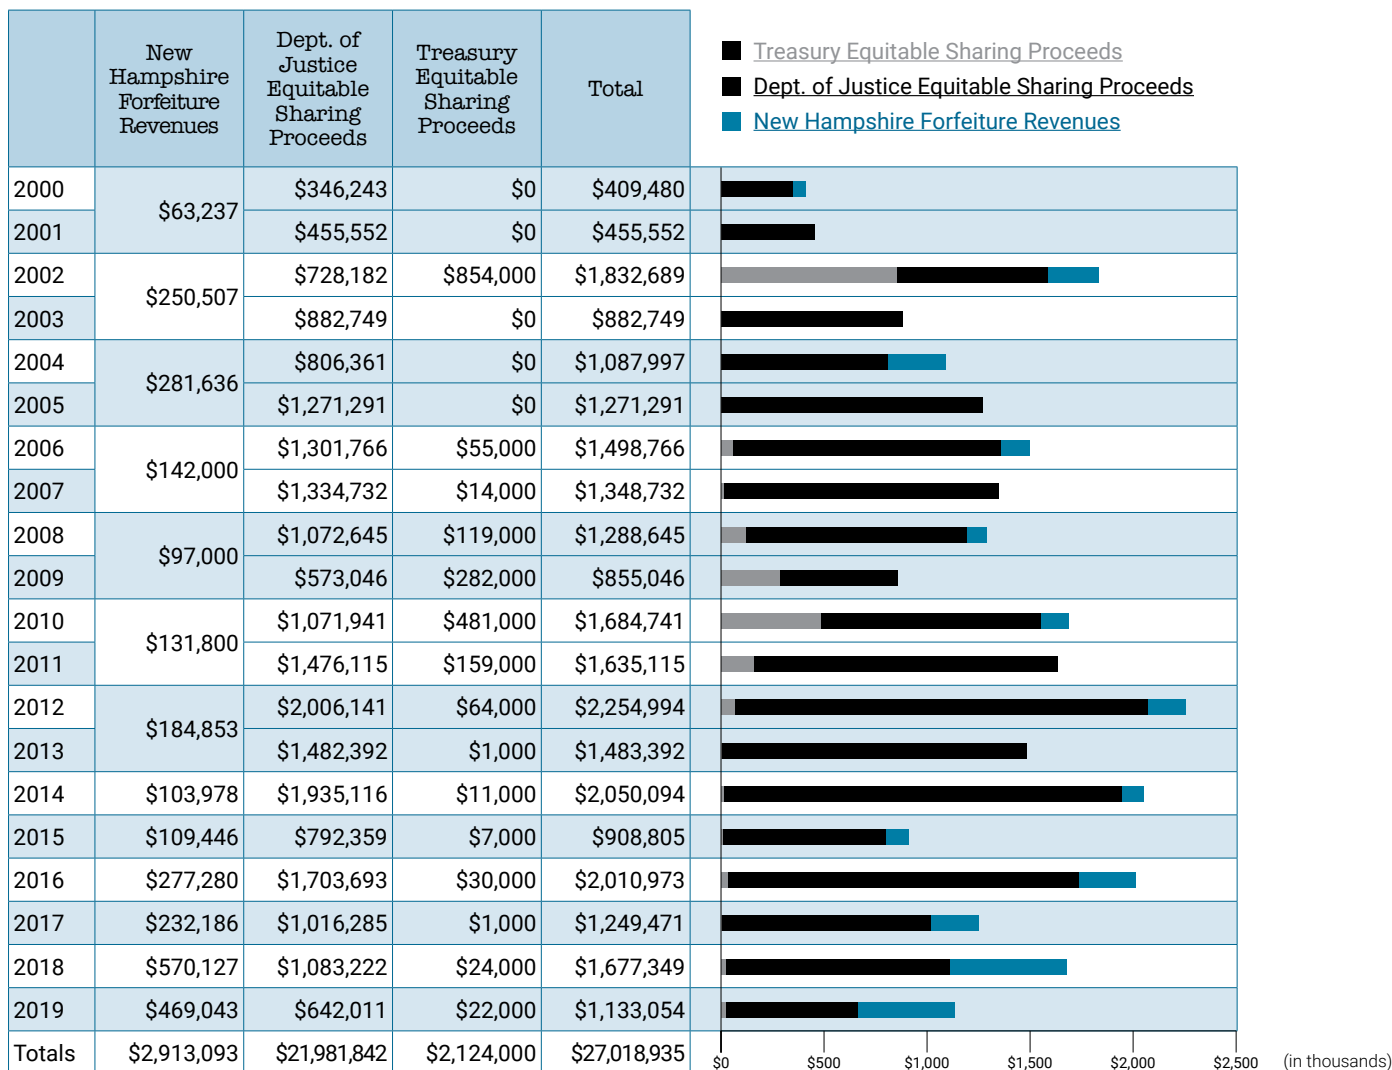 New Hampshire Forfeiture Revenues
Dept. of Justice Equitable Sharing Proceeds
Treasury Equitable Sharing Proceeds
Total
Treasury Equitable Sharing Proceeds
Dept. of Justice Equitable Sharing Proceeds
New Hampshire Forfeiture Revenues
2000 $63,237 $346,243 $0 $409,480
2001 $455,552 $0 $455,552
2002 $250,507 $728,182 $854,000 $1,832,689
2003 $882,749 $0 $882,749
2004 $281,636 $806,361 $0 $1,087,997
2005 $1,271,291 $0 $1,271,291
2006 $142,000 $1,301,766 $55,000 $1,498,766
2007 $1,334,732 $14,000 $1,348,732
2008 $97,000 $1,072,645 $119,000 $1,288,645
2009 $573,046 $282,000 $855,046
2010 $131,800 $1,071,941 $481,000 $1,684,741
2011 $1,476,115 $159,000 $1,635,115
2012 $184,853 $2,006,141 $64,000 $2,254,994
2013 $1,482,392 $1,000 $1,483,392
2014 $103,978 $1,935,116 $11,000 $2,050,094
2015 $109,446 $792,359 $7,000 $908,805
2016 $277,280 $1,703,693 $30,000 $2,010,973
2017 $232,186 $1,016,285 $1,000 $1,249,471
2018 $570,127 $1,083,222 $24,000 $1,677,349
2019 $469,043 $642,011 $22,000 $1,133,054
Totals $2,913,093 $21,981,842 $2,124,000 $27,018,935
$0 $500 $1,000 $1,500 $2,000 $2,500 (in thousands)